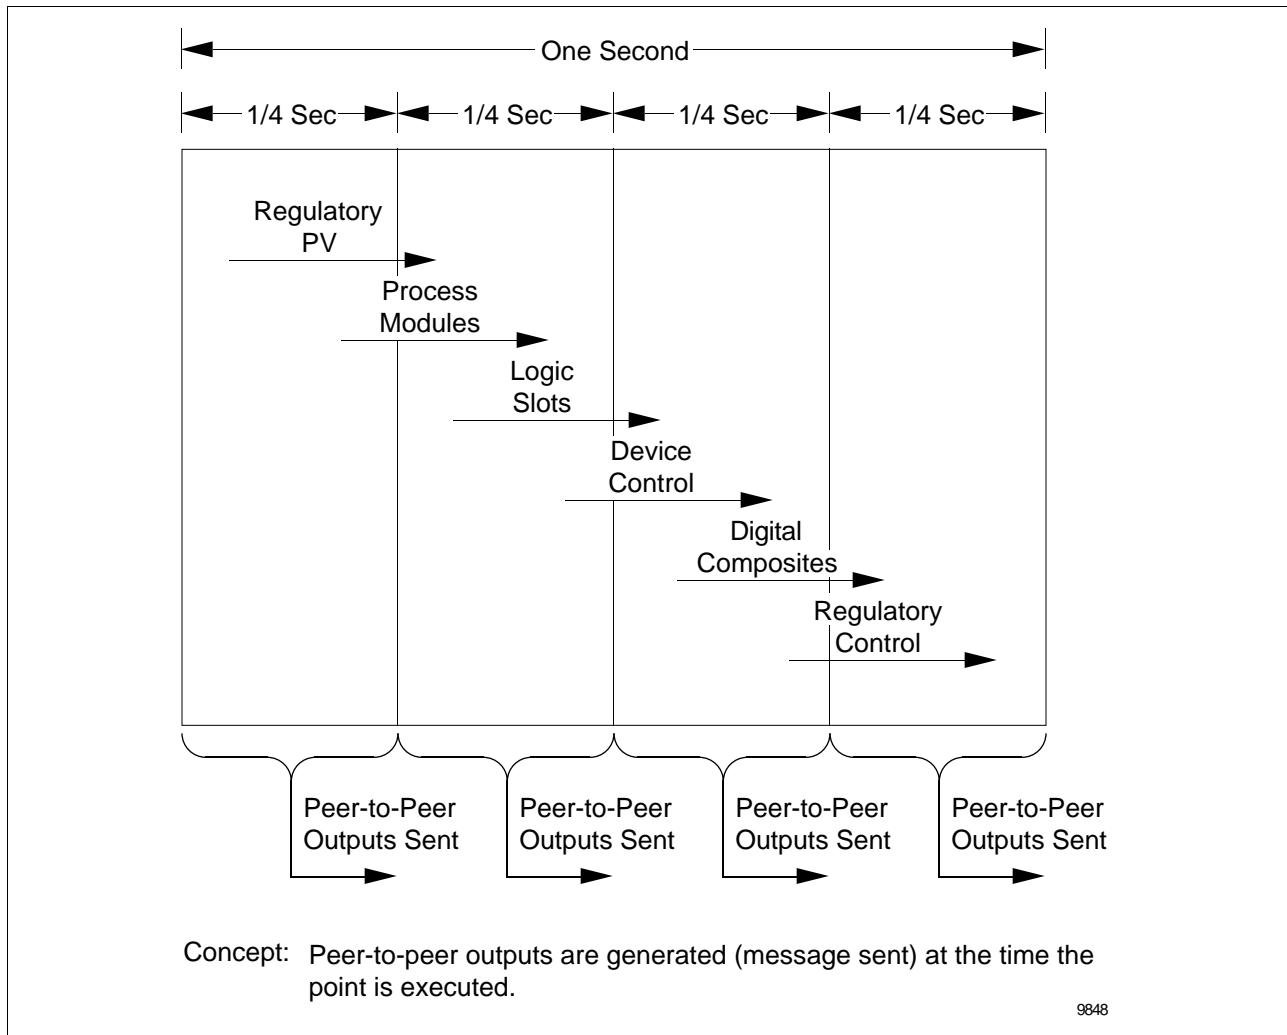 One Second
1/4 Sec 1/4 Sec 1/4 Sec 1/4 Sec
Regulatory
PV
Process
Modules
Logic
Slots
Device
Control
Digital
Composites
Regulatory
Control
Peer-to-Peer Peer-to-Peer Peer-to-Peer Peer-to-Peer
Outputs Sent Outputs Sent Outputs Sent Outputs Sent
Concept: Peer-to-peer outputs are generated (message sent) at the time the
point is executed.
9848